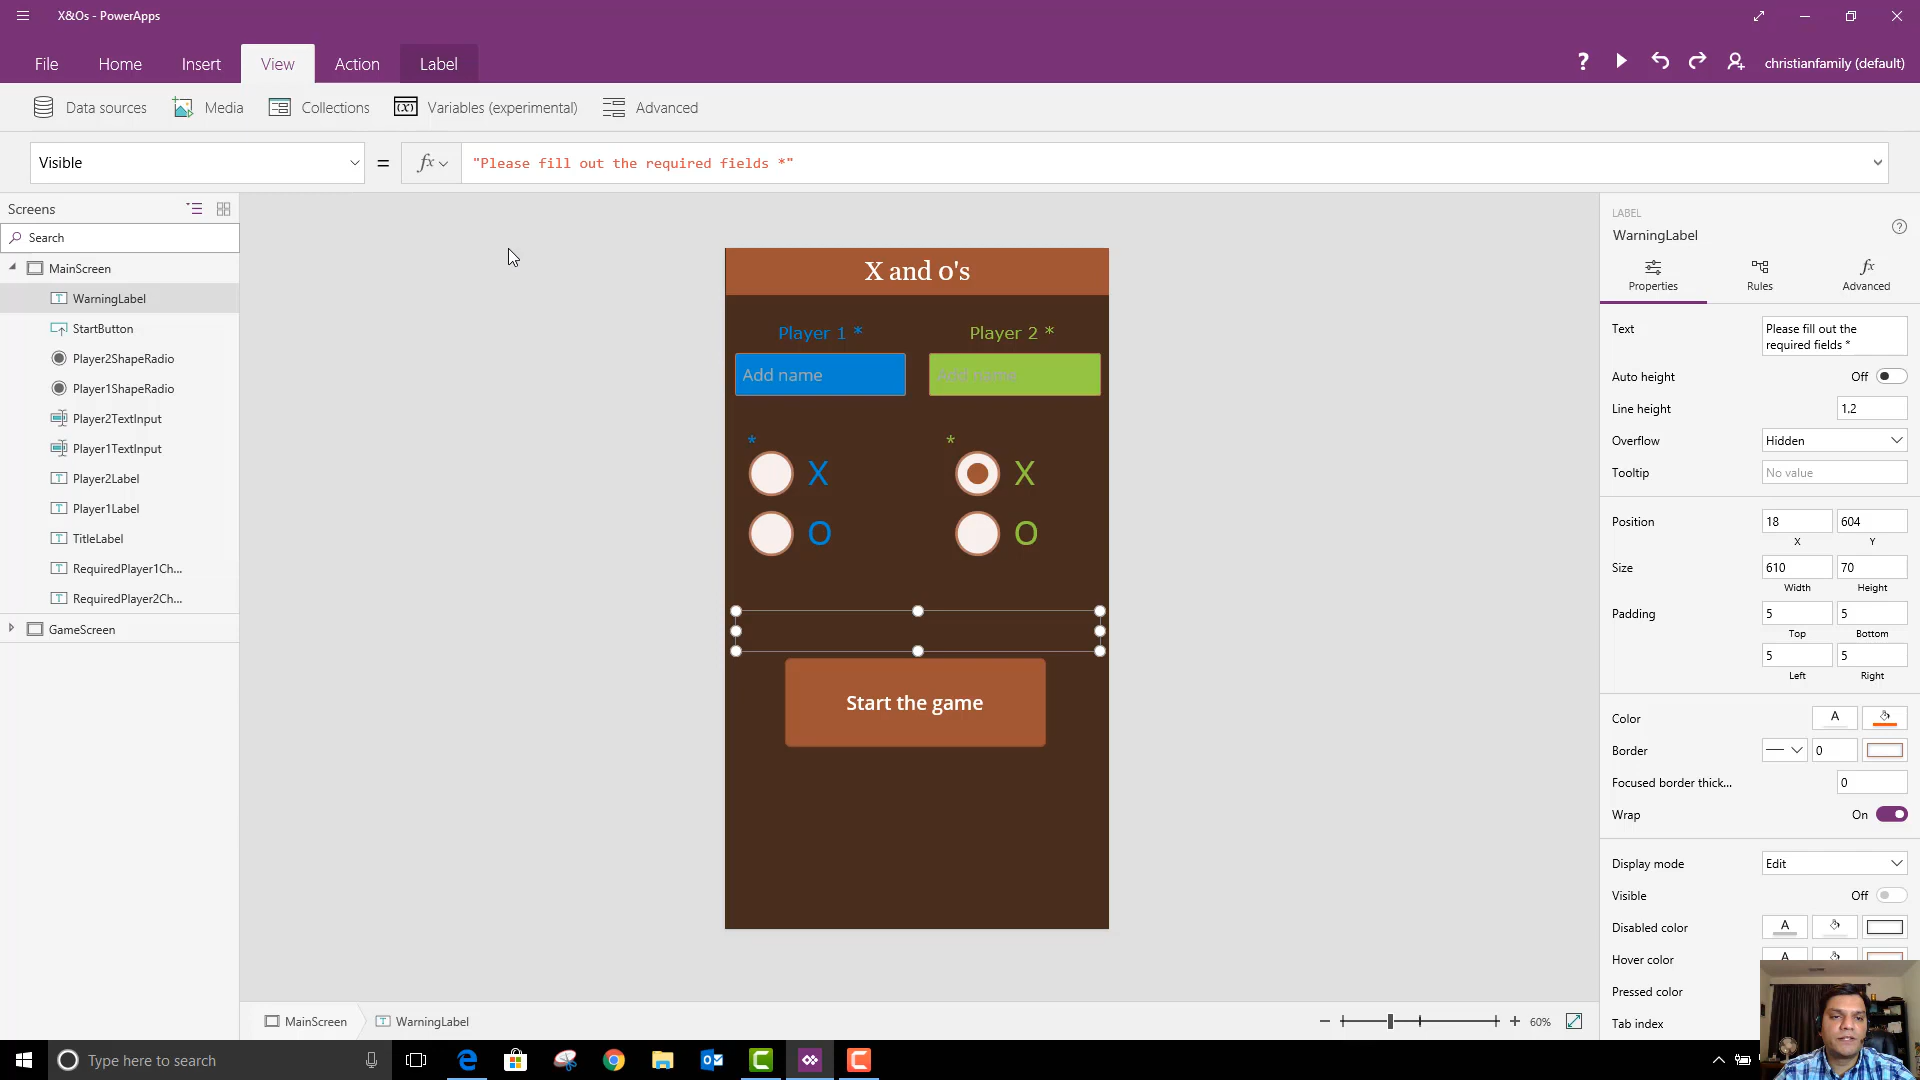 X&Os - PowerApps
File
Home
Insert
View
Action
Label
?
christianfamily (default)
Data sources
Media
Collections
(x)
Variables (experimental)
Advanced
Visible
=
fx
"Please fill out the required fields *"
Screens
Search
MainScreen
WarningLabel
StartButton
Player2ShapeRadio
Player1ShapeRadio
Player2TextInput
Player1TextInput
Player2Label
Player1Label
TitleLabel
RequiredPlayer1Ch...
RequiredPlayer2Ch...
GameScreen
X and o's
Player 1 *
Player 2 *
Add name
Add name
*
*
X
X
O
O
Start the game
MainScreen
WarningLabel
60%
LABEL
WarningLabel
?
Properties
Rules
fx
Advanced
Text
Please fill out the
required fields *
Auto height
Off
Line height
1.2
Overflow
Hidden
Tooltip
No value
Position
18
604
X
Y
Size
610
70
Width
Height
Padding
5
5
Top
Bottom
5
5
Left
Right
Color
A
Border
0
Focused border thick...
0
Wrap
On
Display mode
Edit
Visible
Off
Disabled color
A
Hover color
A
Pressed color
Tab index
Type here to search